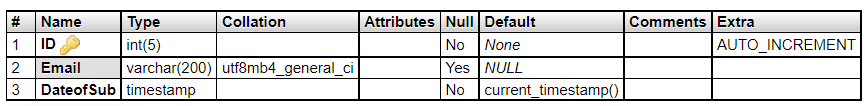 # Name Type Collation Attributes Null Default Comments Extra
1 ID int(5) No None AUTO_INCREMENT
2 Email varchar(200) utf8mb4_general_ci Yes NULL
3 DateofSub timestamp No current_timestamp()